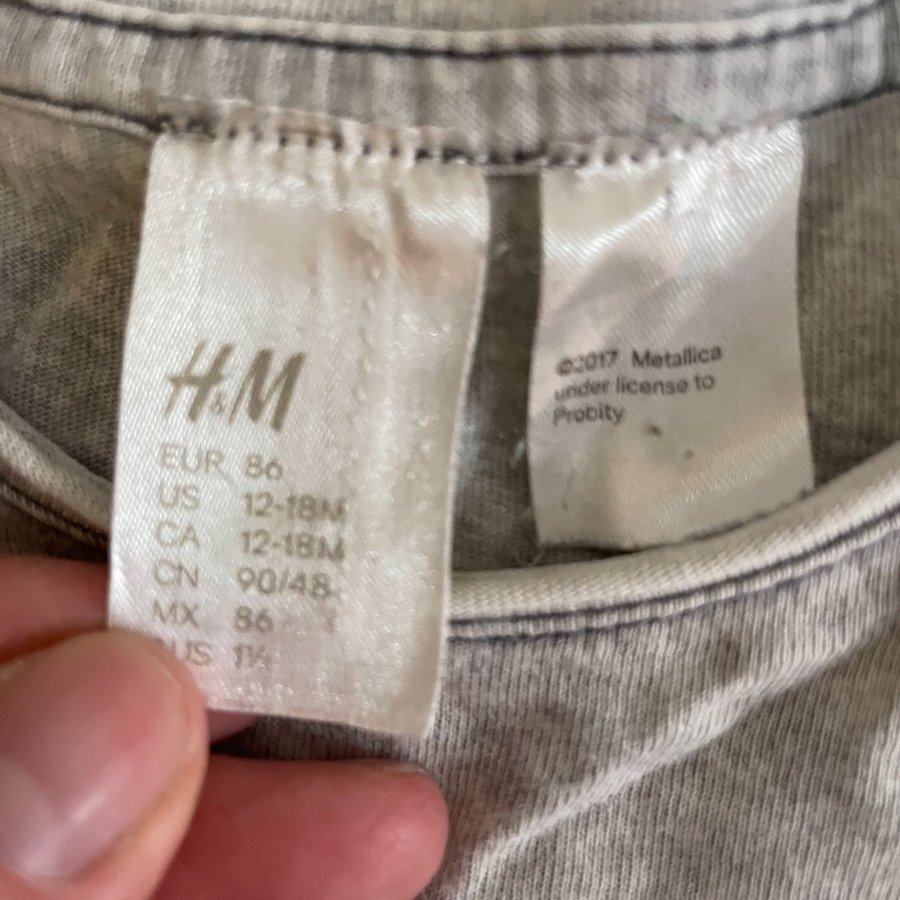 H&M
EUR 86
US 12-18M
CA 12-18M
CN 90/48
MX 86
US 1½
©2017 Metallica
under license to
Probity